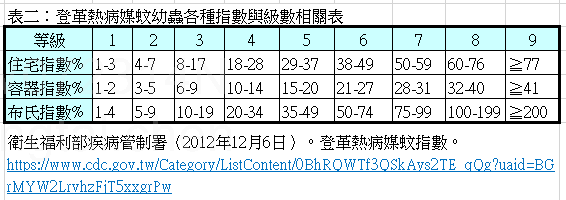 表二：登革熱病媒蚊幼蟲各種指數與級數相關表
等級 1 2 3 4 5 6 7 8 9
住宅指數% 1-3 4-7 8-17 18-28 29-37 38-49 50-59 60-76 ≧77
容器指數% 1-2 3-5 6-9 10-14 15-20 21-27 28-31 32-40 ≧41
布氏指數% 1-4 5-9 10-19 20-34 35-49 50-74 75-99 100-199 ≧200
衛生福利部疾病管制署（2012年12月6日）。登革熱病媒蚊指數。
https://www.cdc.gov.tw/Category/ListContent/0BhRQWTf3QSkAys2TE_qQg?uaid=BG
rMYW2LrvhzFjT5xxgrPw